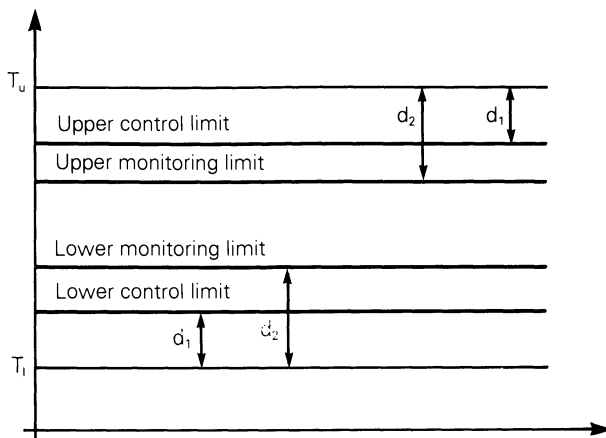 Tᵤ
Upper control limit
d₂
d₁
Upper monitoring limit
Lower monitoring limit
Lower control limit
d₁
d₂
Tₗ